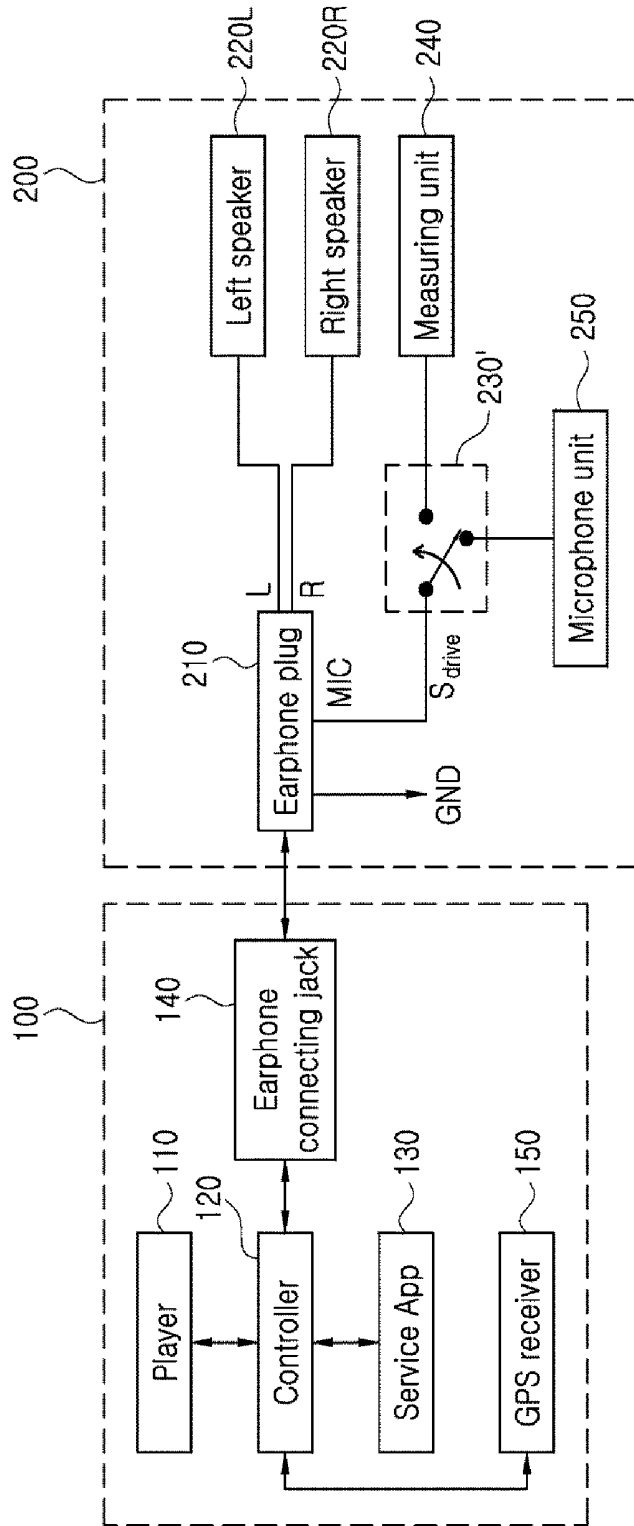 100
110
Player
120
Controller
130
Service App
150
GPS receiver
140
Earphone
connecting jack
200
210
Earphone plug
L
R
MIC
GND
S drive
220L
Left speaker
220R
Right speaker
240
Measuring unit
230'
250
Microphone unit